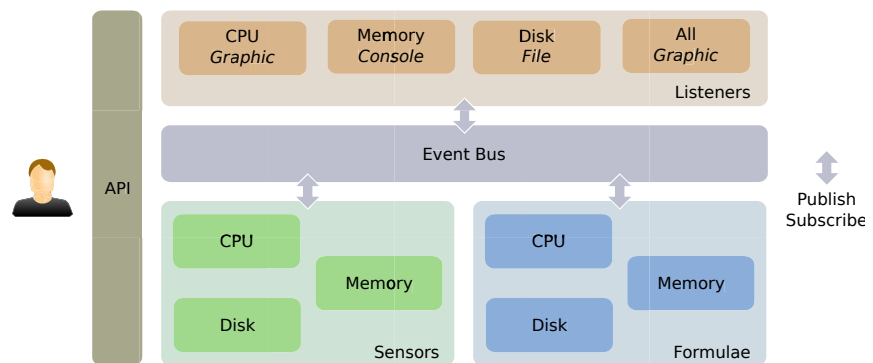 CPU
Graphic
Memory
Console
Disk
File
All
Graphic
Listeners
API
Event Bus
Publish
Subscribe
CPU
Memory
Disk
Sensors
CPU
Memory
Disk
Formulae